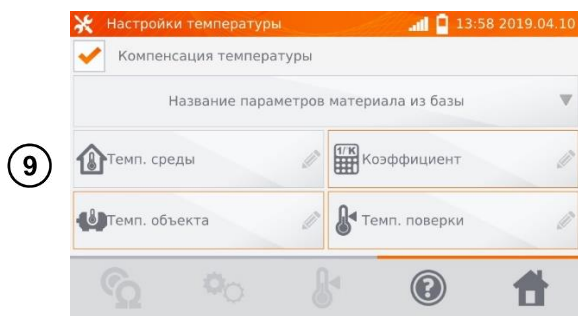 Настройки температуры 13:58 2019.04.10
Компенсация температуры
Название параметров материала из базы
9
Темп. среды 1/°K Коэффициент
Темп. объекта Темп. поверки